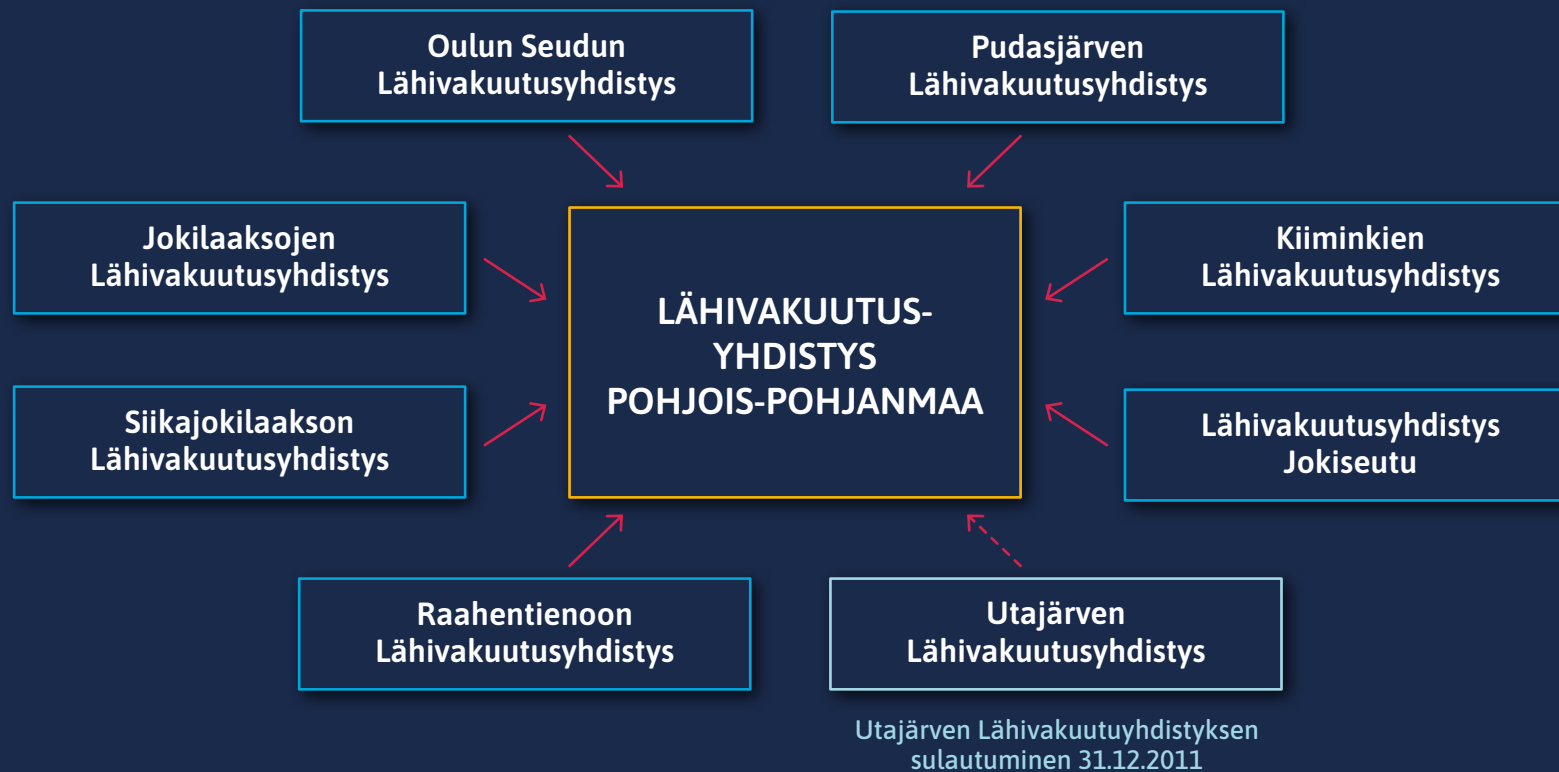 Oulun Seudun
Lähivakuutusyhdistys
Pudasjärven
Lähivakuutusyhdistys
Jokilaaksojen
Lähivakuutusyhdistys
Kiiminkien
Lähivakuutusyhdistys
LÄHIVAKUUTUS-
YHDISTYS
POHJOIS-POHJANMAA
Siikajokilaakson
Lähivakuutusyhdistys
Lähivakuutusyhdistys
Jokiseutu
Raahentienoon
Lähivakuutusyhdistys
Utajärven
Lähivakuutusyhdistys
Utajärven Lähivakuutuyhdistyksen
sulautuminen 31.12.2011